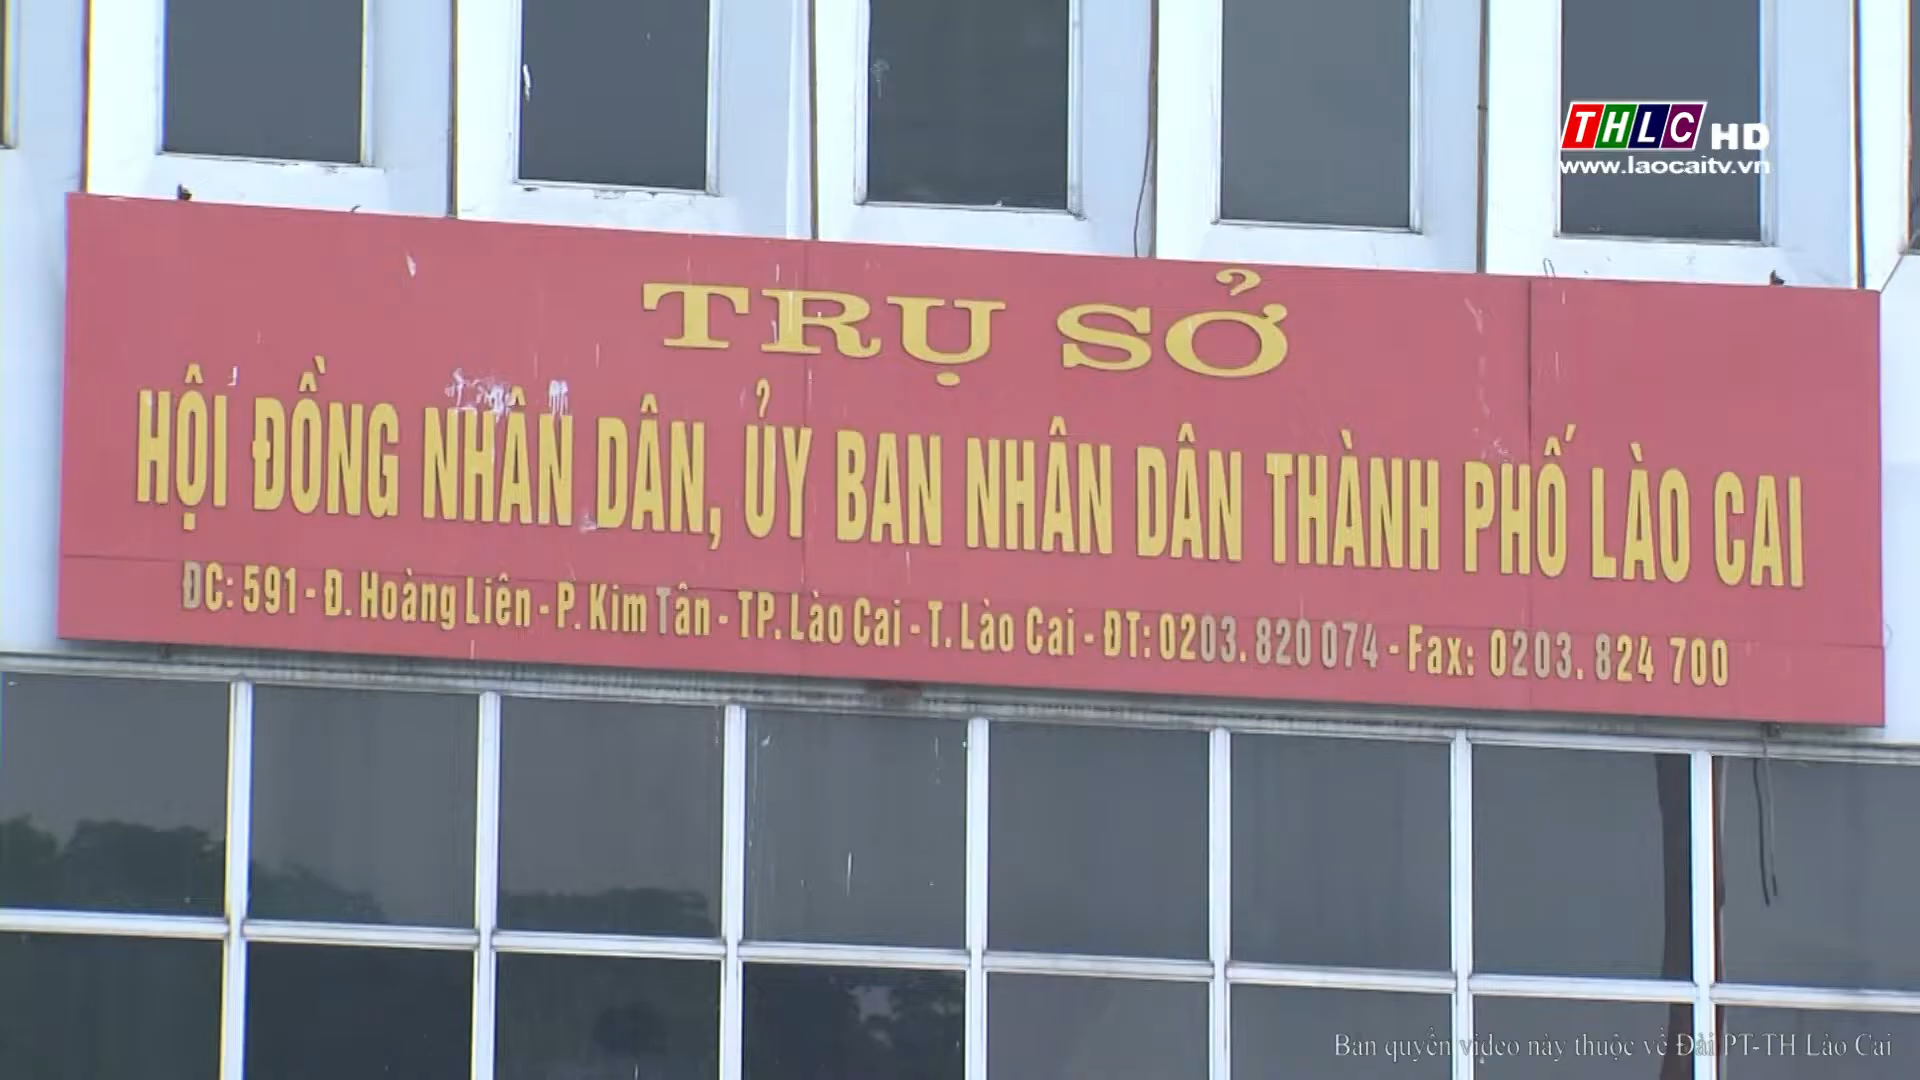 THLC HD
www.laocaitv.vn
TRỤ SỞ
HỘI ĐỒNG NHÂN DÂN, ỦY BAN NHÂN DÂN THÀNH PHỐ LÀO CAI
ĐC: 591 - Đ. Hoàng Liên - P. Kim Tân - TP. Lào Cai - T. Lào Cai - ĐT: 0203. 820 074 - Fax: 0203. 824 700
Bản quyền video này thuộc về Đài PT-TH Lào Cai